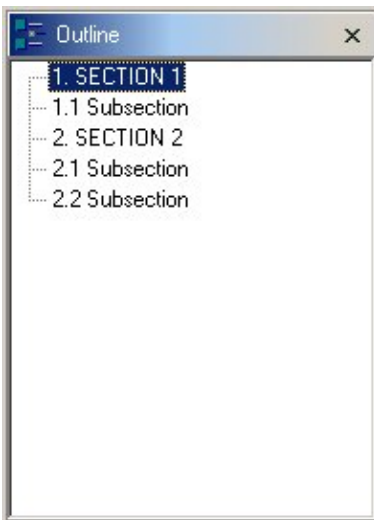 Outline
1. SECTION 1
1.1 Subsection
2. SECTION 2
2.1 Subsection
2.2 Subsection